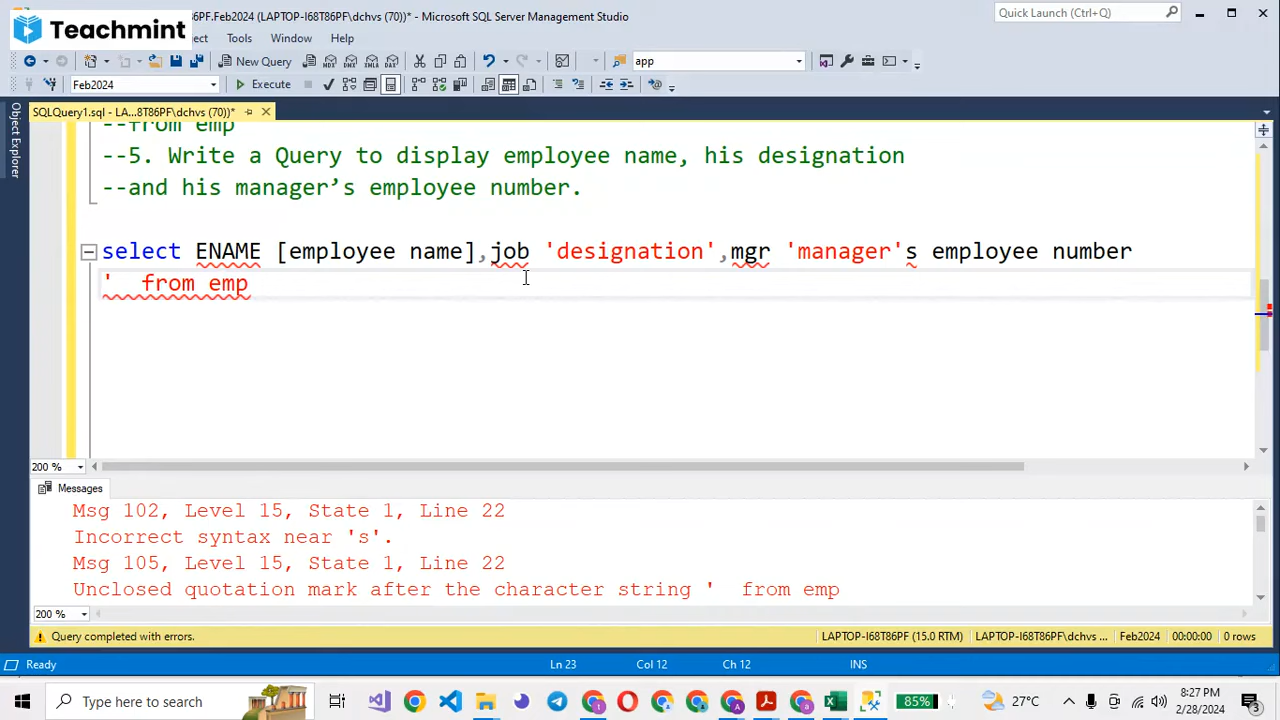 PF.Feb2024 (LAPTOP-I68T86PF\dchvs (70))* - Microsoft SQL Server Management Studio
Quick Launch (Ctrl+Q)
Teachmint
Tools Window Help
New Query
app
Feb2024
Execute
SQLQuery1.sql - LA...8T86PF\dchvs (70))*
Object Explorer
--from emp
--5. Write a Query to display employee name, his designation
--and his manager’s employee number.
select ENAME [employee name],job 'designation',mgr 'manager's employee number
' from emp
200 %
Messages
Msg 102, Level 15, State 1, Line 22
Incorrect syntax near 's'.
Msg 105, Level 15, State 1, Line 22
Unclosed quotation mark after the character string ' from emp
200 %
Query completed with errors.
LAPTOP-I68T86PF (15.0 RTM)
LAPTOP-I68T86PF\dchvs ...
Feb2024
00:00:00
0 rows
Ready
Ln 23
Col 12
Ch 12
INS
Type here to search
85%
27°C
8:27 PM
2/28/2024
3